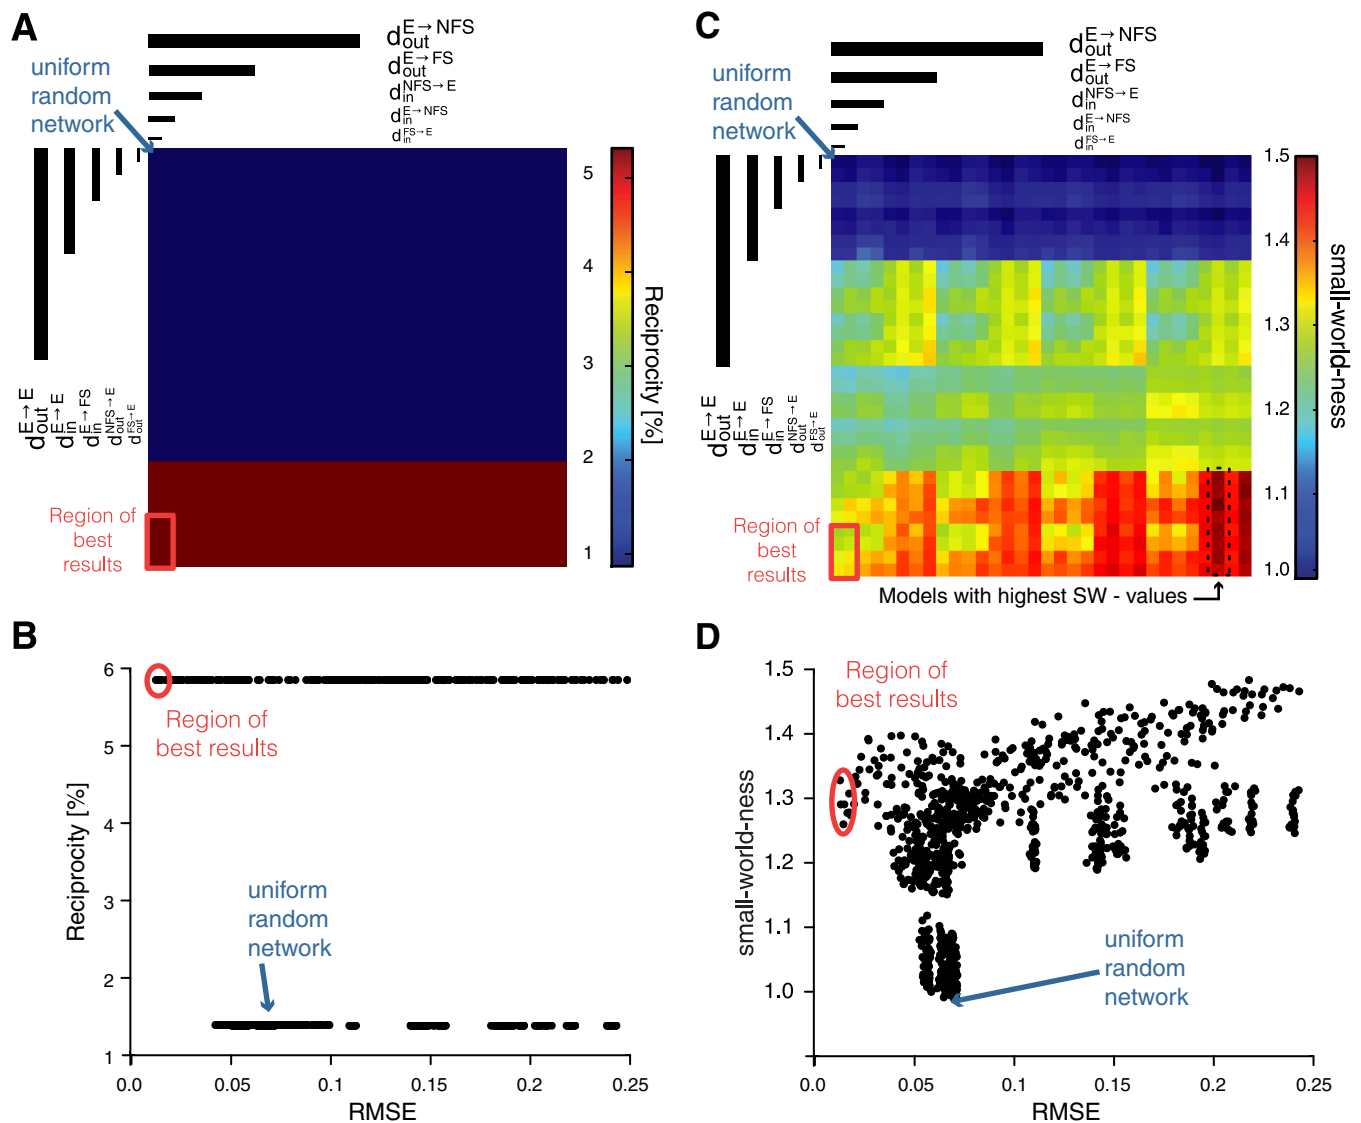 A
d_out^E→NFS
d_out^E→FS
d_in^NFS→E
d_in^E→NFS
d_in^FS→E
uniform
random
network
d_out^E→E
d_in^E→E
d_in^E→FS
d_out^NFS→E
d_out^FS→E
5
4
3
2
1
Reciprocity [%]
Region of
best
results
C
d_out^E→NFS
d_out^E→FS
d_in^NFS→E
d_in^E→NFS
d_in^FS→E
uniform
random
network
d_out^E→E
d_in^E→E
d_in^E→FS
d_out^NFS→E
d_out^FS→E
1.5
1.4
1.3
1.2
1.1
1.0
small-world-ness
Region of
best
results
Models with highest SW - values
B
6
5
4
3
2
1
Reciprocity [%]
Region of
best results
uniform
random
network
0.0 0.05 0.1 0.15 0.2 0.25
RMSE
D
1.5
1.4
1.3
1.2
1.1
1.0
small-world-ness
Region of
best results
uniform
random
network
0.0 0.05 0.1 0.15 0.2 0.25
RMSE